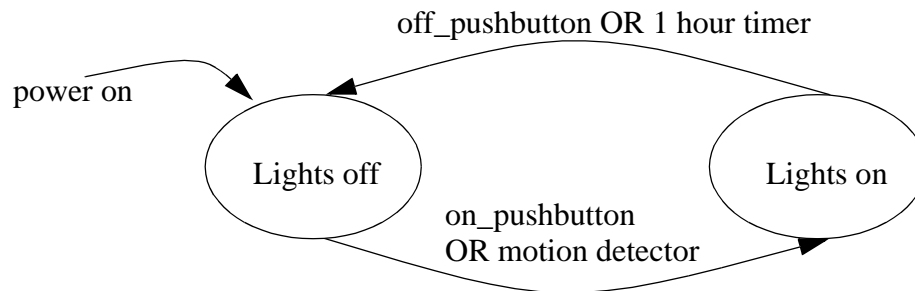 off_pushbutton OR 1 hour timer
power on
Lights off
Lights on
on_pushbutton
OR motion detector